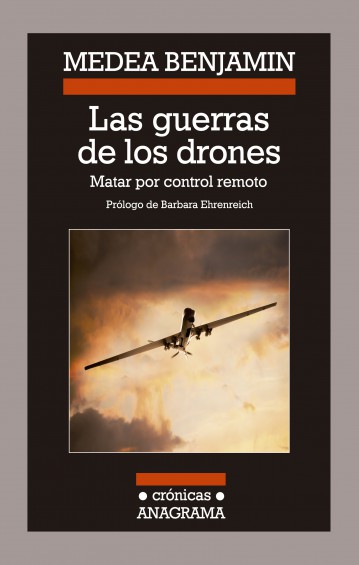 MEDEA BENJAMIN
Las guerras
de los drones
Matar por control remoto
Prólogo de Barbara Ehrenreich
• crónicas •
ANAGRAMA